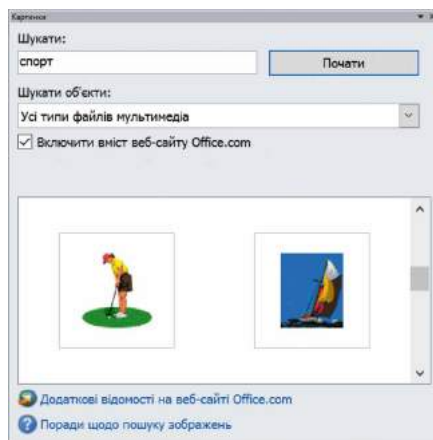 Картинки
Шукати:
спорт
Почати
Шукати об'єкти:
Усі типи файлів мультимедіа
Включити вміст веб-сайту Office.com
Додаткові відомості на веб-сайті Office.com
Поради щодо пошуку зображень